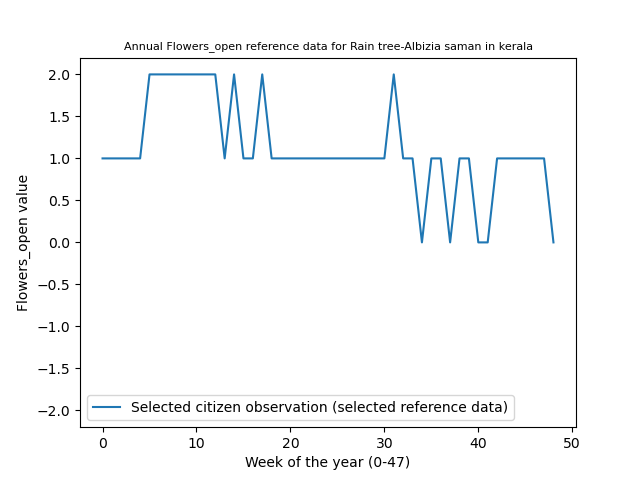 Annual Flowers_open reference data for Rain tree-Albizia saman in kerala
2.0
1.5
1.0
0.5
0.0
−0.5
−1.0
−1.5
−2.0
Flowers_open value
Selected citizen observation (selected reference data)
0 10 20 30 40 50
Week of the year (0-47)